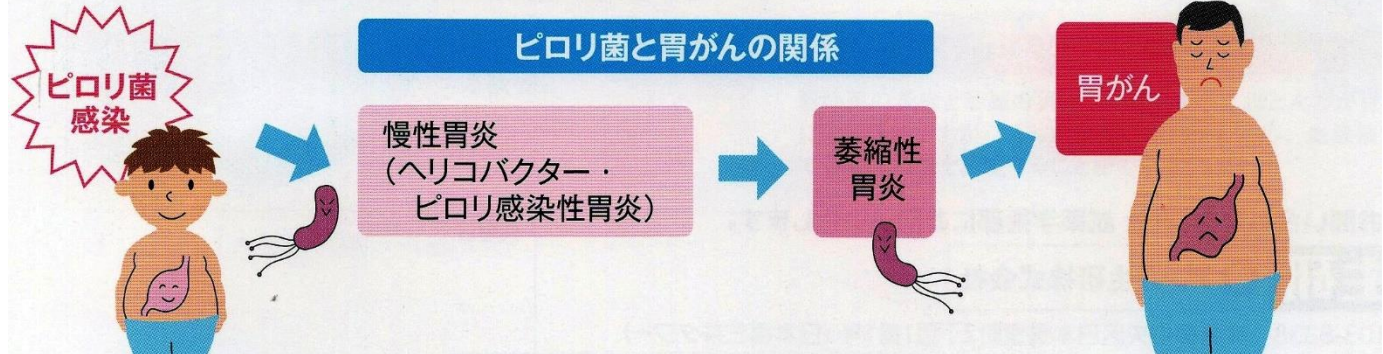 ピロリ菌
感染
ピロリ菌と胃がんの関係
慢性胃炎
(ヘリコバクター・
ピロリ感染性胃炎)
萎縮性
胃炎
胃がん